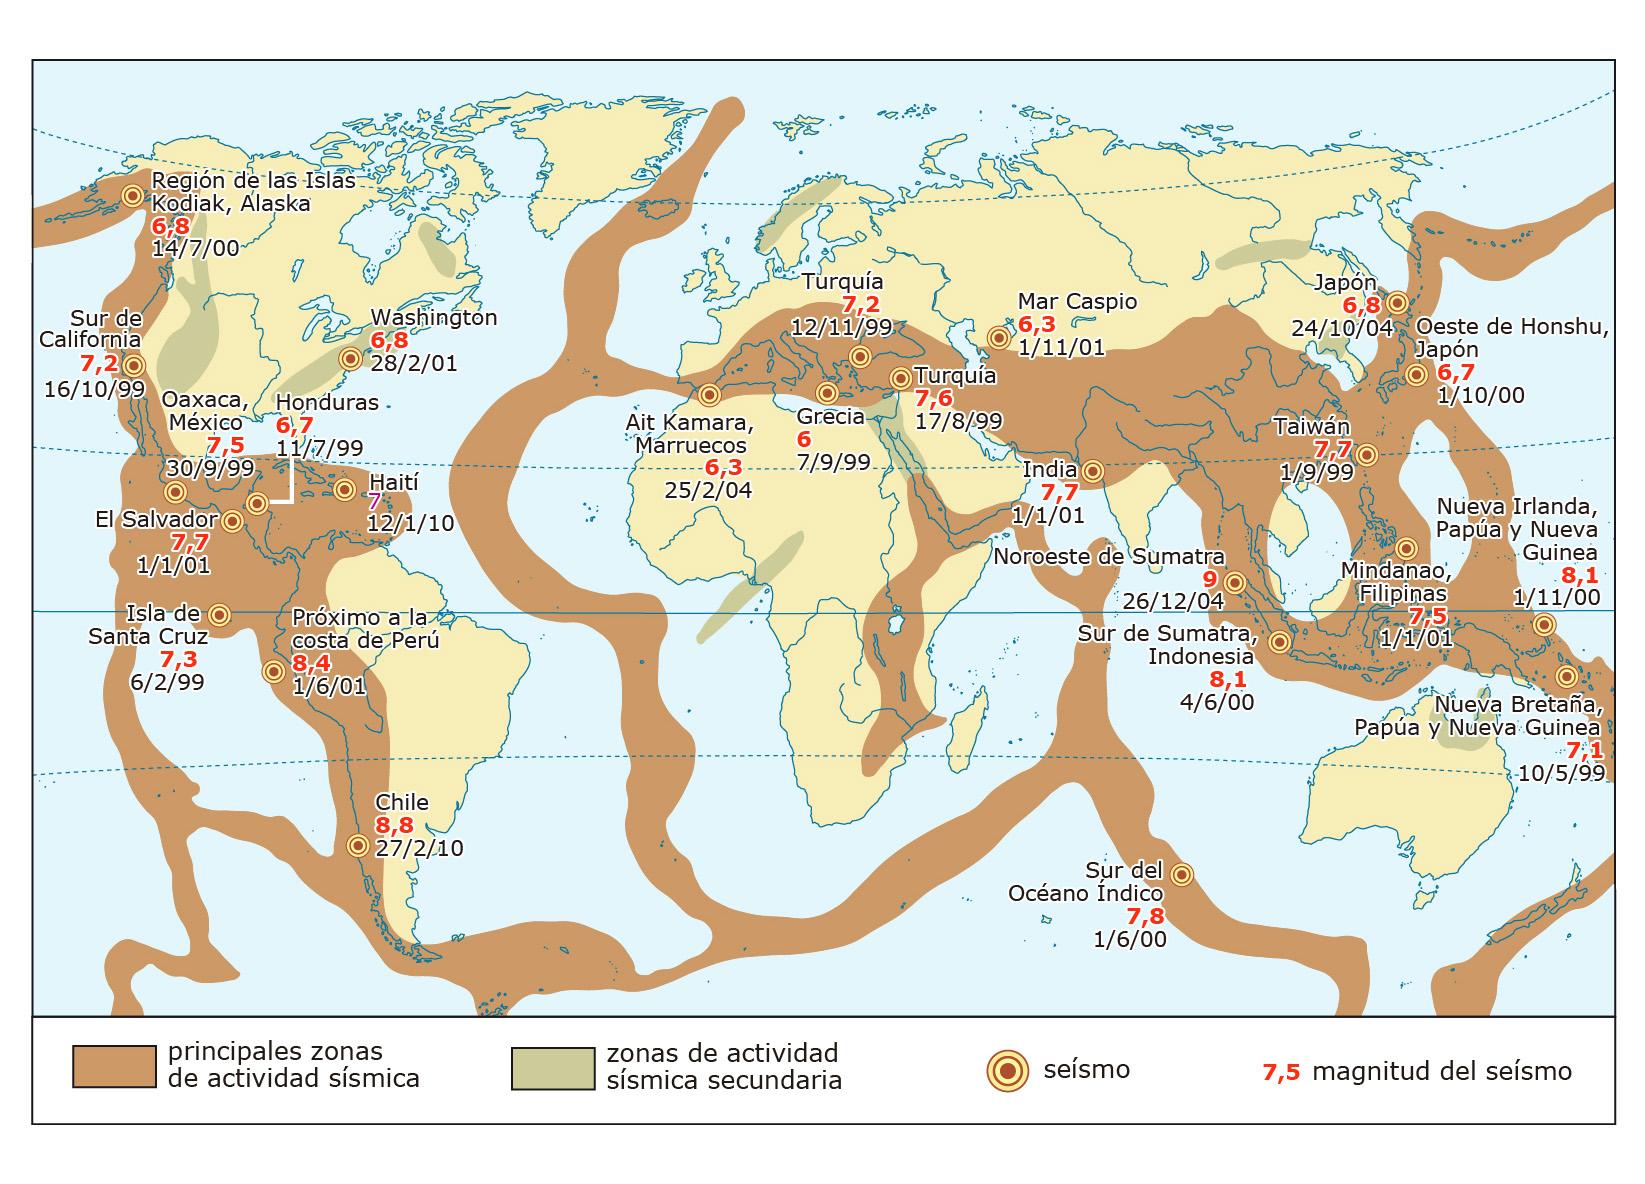 Región de las Islas
Kodiak, Alaska
6,8
14/7/00
Sur de
California
7,2
16/10/99
Washington
6,8
28/2/01
Oaxaca,
México
7,5
30/9/99
Honduras
6,7
11/7/99
Haití
7
12/1/10
El Salvador
7,7
1/1/01
Isla de
Santa Cruz
7,3
6/2/99
Próximo a la
costa de Perú
8,4
1/6/01
Chile
8,8
27/2/10
Turquía
7,2
12/11/99
Mar Caspio
6,3
1/11/01
Turquía
7,6
17/8/99
Ait Kamara,
Marruecos
6,3
25/2/04
Grecia
6
7/9/99
India
7,7
1/1/01
Japón
6,8
24/10/04
Oeste de Honshu,
Japón
6,7
1/10/00
Taiwán
7,7
1/9/99
Noroeste de Sumatra
9
26/12/04
Sur de Sumatra,
Indonesia
8,1
4/6/00
Mindanao,
Filipinas
7,5
1/1/01
Nueva Irlanda,
Papúa y Nueva
Guinea
8,1
1/11/00
Nueva Bretaña,
Papúa y Nueva Guinea
7,1
10/5/99
Sur del
Océano Índico
7,8
1/6/00
principales zonas
de actividad sísmica
zonas de actividad
sísmica secundaria
seísmo
7,5 magnitud del seísmo